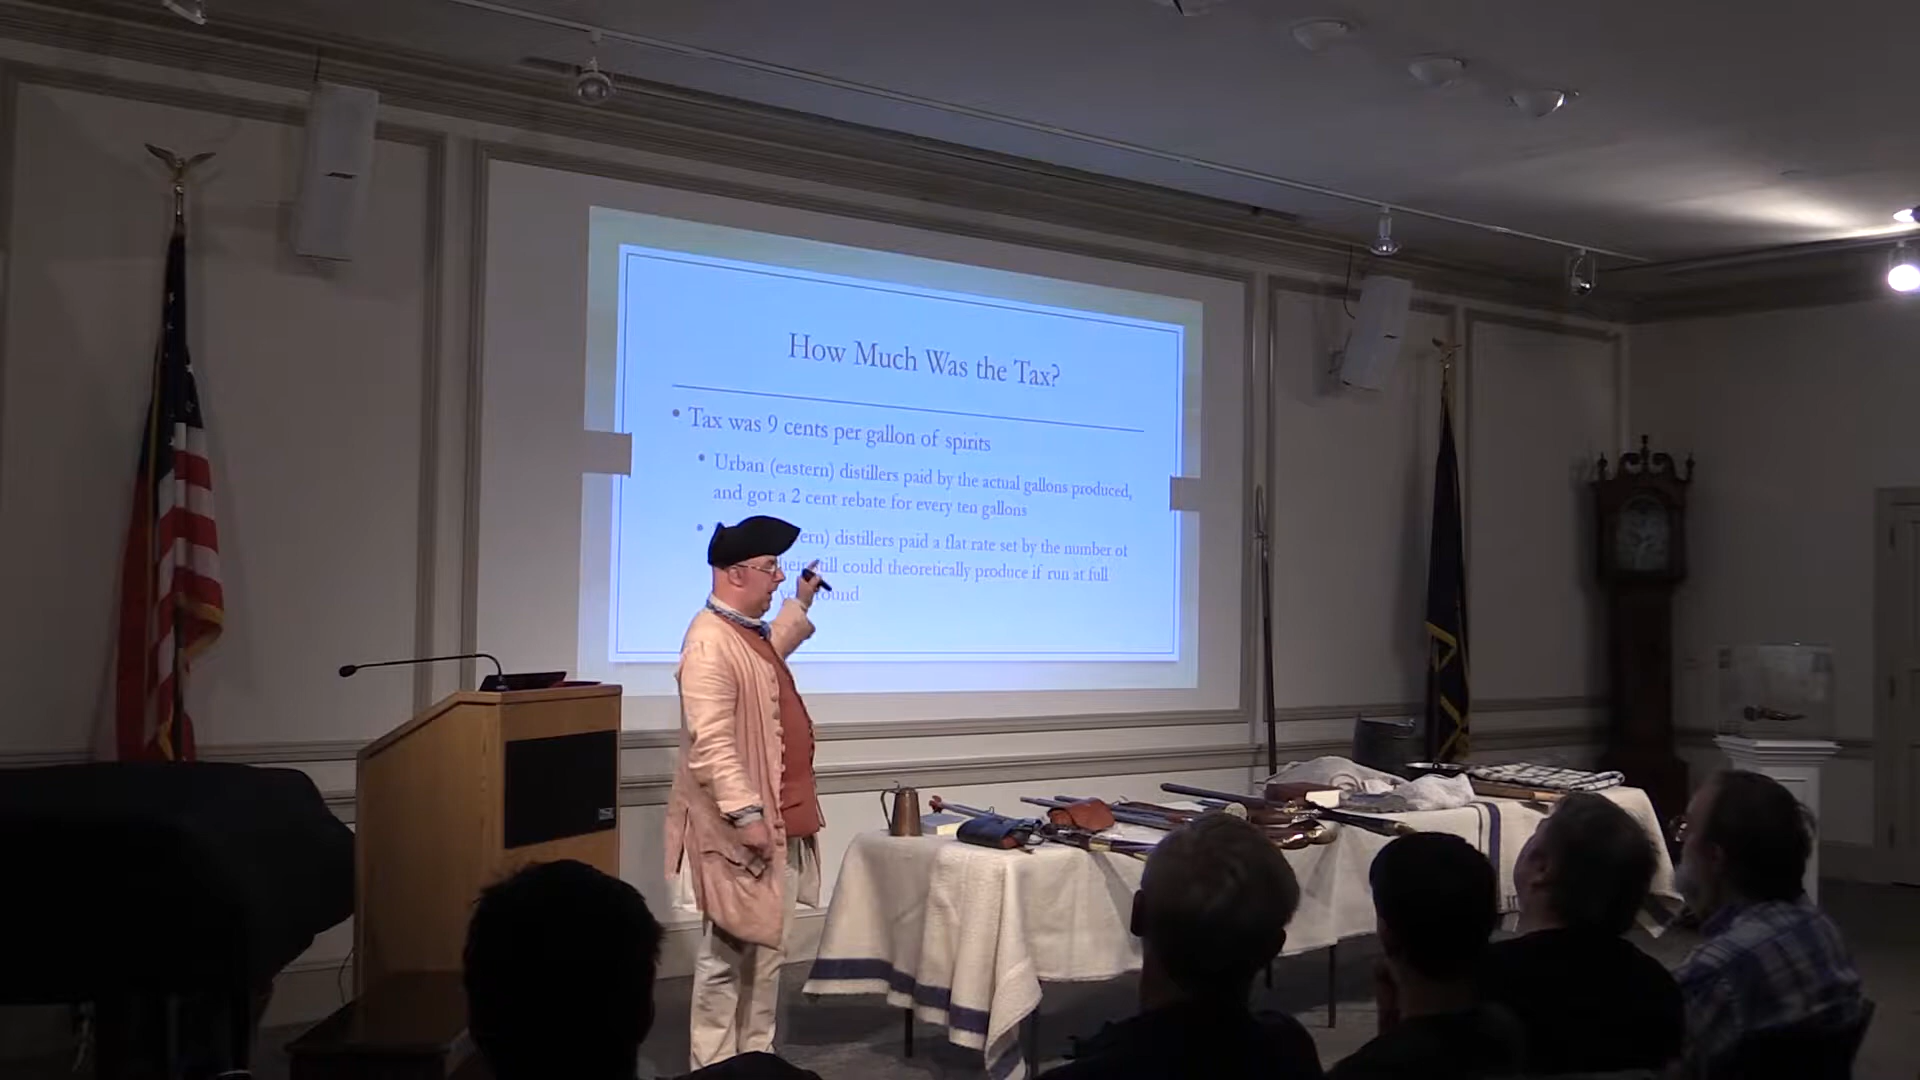 How Much Was the Tax?
• Tax was 9 cents per gallon of spirits
• Urban (eastern) distillers paid by the actual gallons produced,
and got a 2 cent rebate for every ten gallons
• ern) distillers paid a flat rate set by the number of
still could theoretically produce if run at full